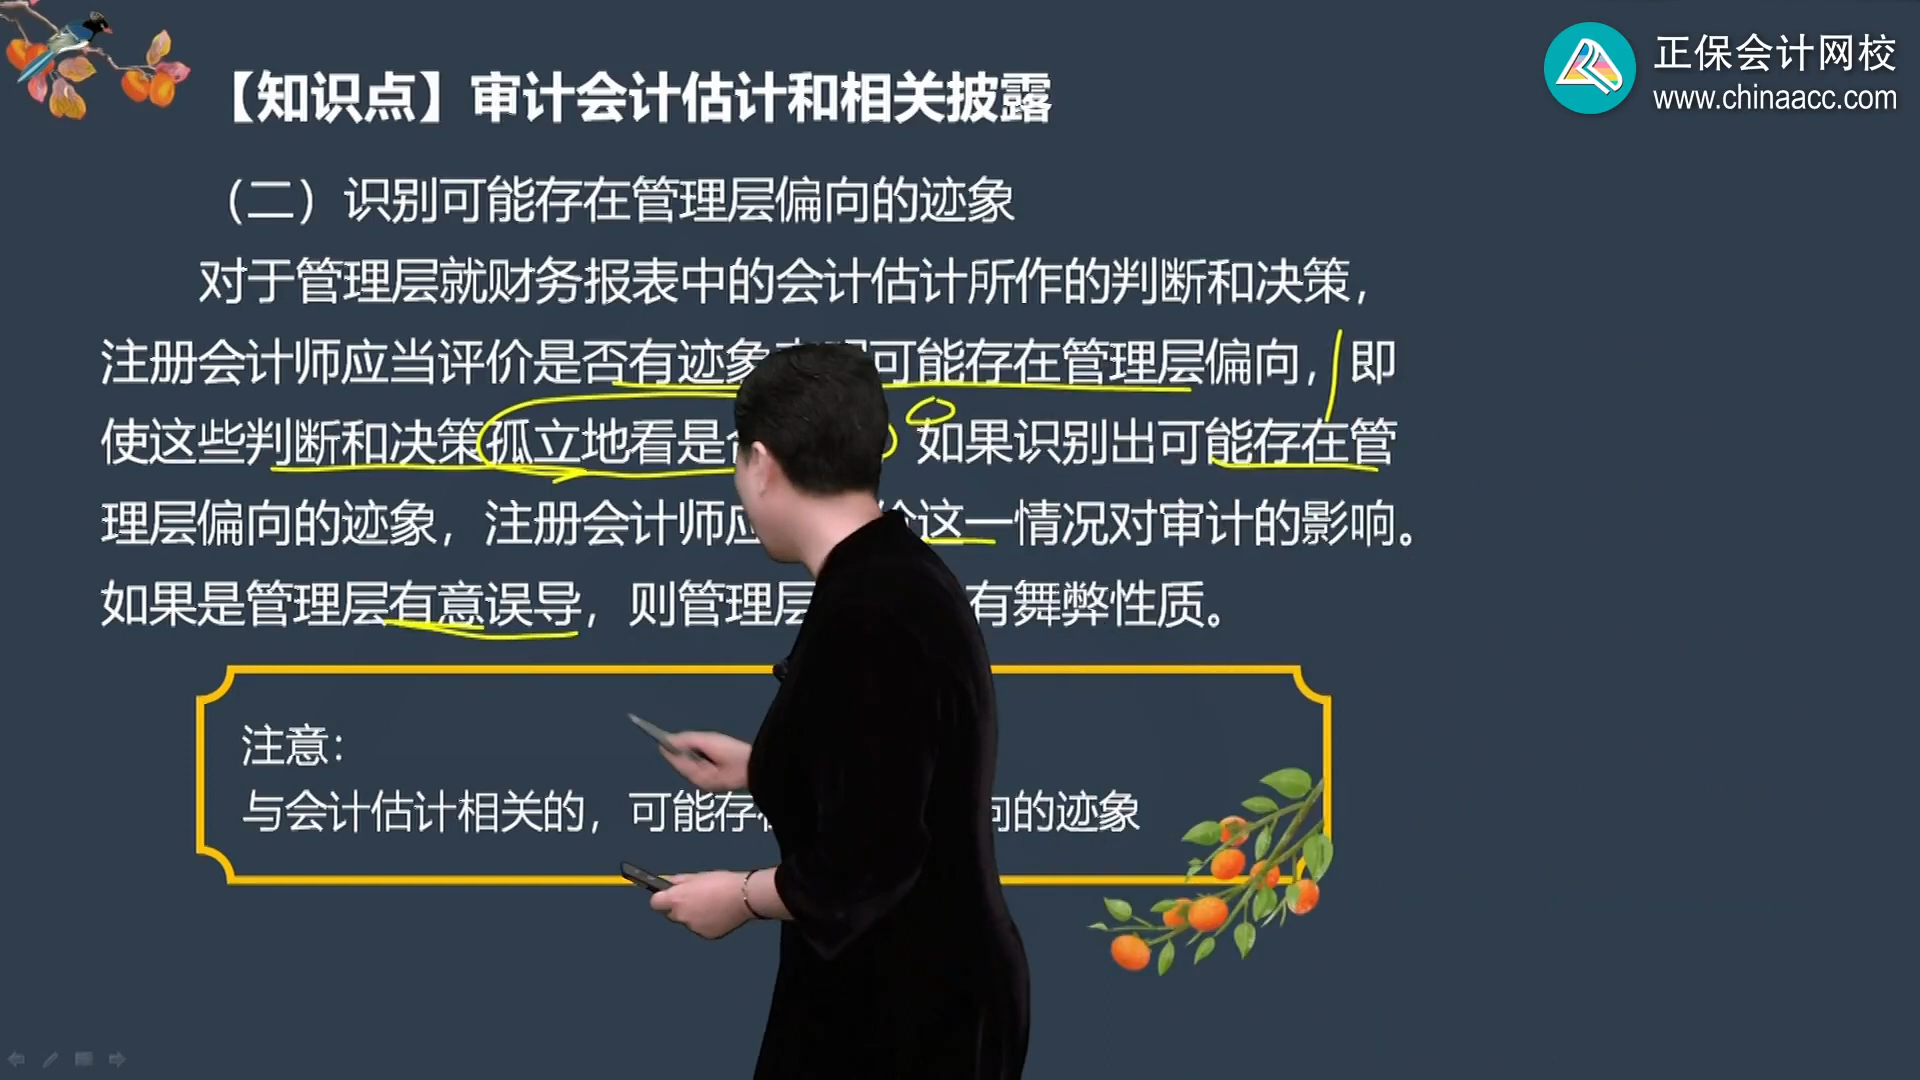 正保会计网校
www.chinaacc.com
【知识点】审计会计估计和相关披露
（二）识别可能存在管理层偏向的迹象
对于管理层就财务报表中的会计估计所作的判断和决策，
注册会计师应当评价是否有迹象 可能存在管理层偏向，即
使这些判断和决策孤立地看是 如果识别出可能存在管
理层偏向的迹象，注册会计师应 这一情况对审计的影响。
如果是管理层有意误导，则管理层 有舞弊性质。
注意：
与会计估计相关的，可能存 向的迹象